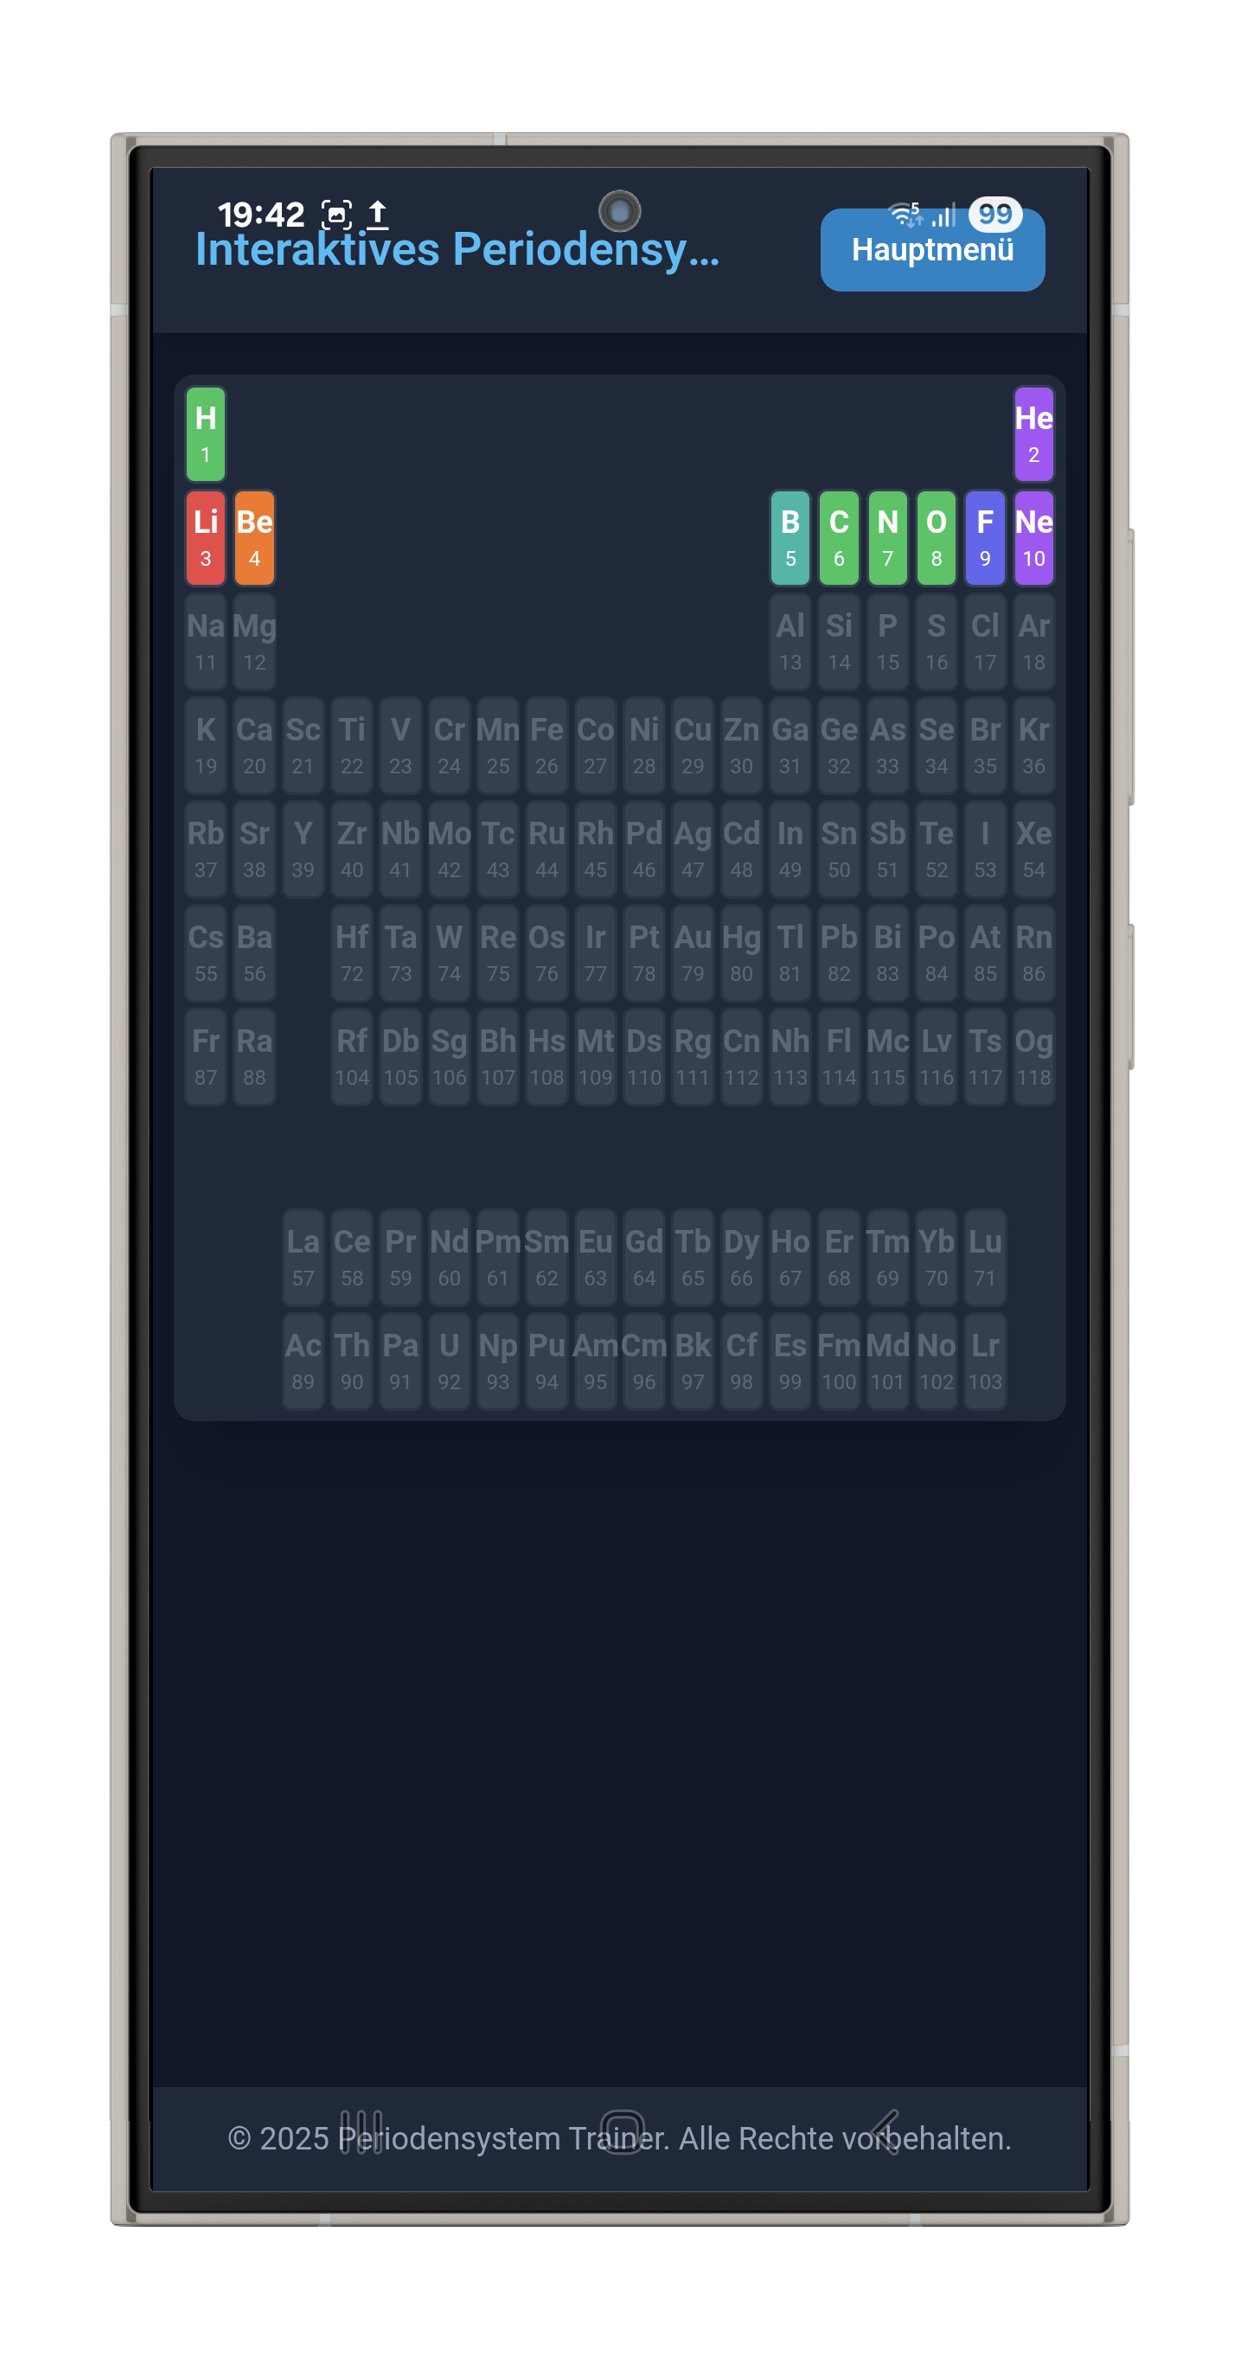 19:42 5 99
Interaktives Periodensy... Hauptmenü
H He
1 2
Li Be B C N O F Ne
3 4 5 6 7 8 9 10
Na Mg Al Si P S Cl Ar
11 12 13 14 15 16 17 18
K Ca Sc Ti V Cr Mn Fe Co Ni Cu Zn Ga Ge As Se Br Kr
19 20 21 22 23 24 25 26 27 28 29 30 31 32 33 34 35 36
Rb Sr Y Zr Nb Mo Tc Ru Rh Pd Ag Cd In Sn Sb Te I Xe
37 38 39 40 41 42 43 44 45 46 47 48 49 50 51 52 53 54
Cs Ba Hf Ta W Re Os Ir Pt Au Hg Tl Pb Bi Po At Rn
55 56 72 73 74 75 76 77 78 79 80 81 82 83 84 85 86
Fr Ra Rf Db Sg Bh Hs Mt Ds Rg Cn Nh Fl Mc Lv Ts Og
87 88 104 105 106 107 108 109 110 111 112 113 114 115 116 117 118
La Ce Pr Nd Pm Sm Eu Gd Tb Dy Ho Er Tm Yb Lu
57 58 59 60 61 62 63 64 65 66 67 68 69 70 71
Ac Th Pa U Np Pu Am Cm Bk Cf Es Fm Md No Lr
89 90 91 92 93 94 95 96 97 98 99 100 101 102 103
© 2025 Periodensystem Trainer. Alle Rechte vorbehalten.